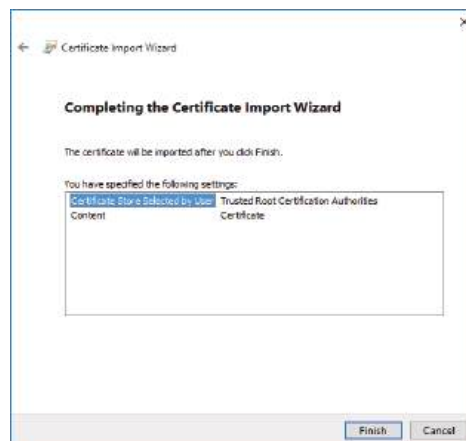 Certificate Import Wizard
Completing the Certificate Import Wizard
The certificate will be imported after you click Finish.
You have specified the following settings:
Certificate Store Selected by User Trusted Root Certification Authorities
Content Certificate
Finish Cancel